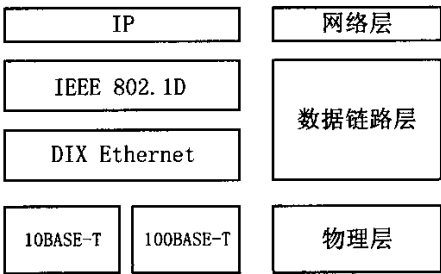 IP
网络层
IEEE 802.1D
数据链路层
DIX Ethernet
10BASE-T
100BASE-T
物理层